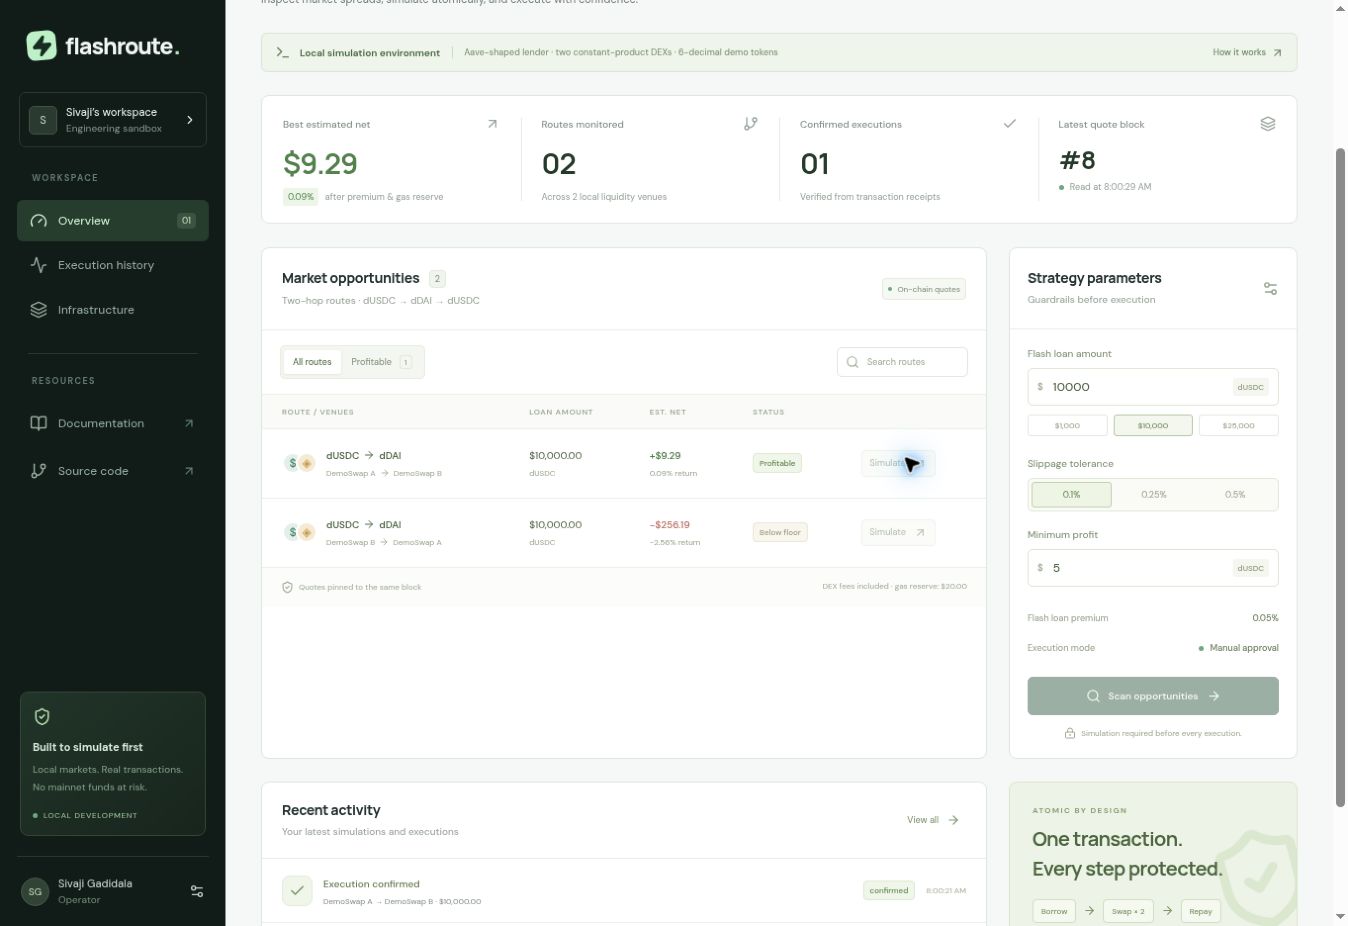 inspect market spreads, simulate atomically, and execute with confidence.
flashroute.
S
Sivaji's workspace
Engineering sandbox
WORKSPACE
Overview 01
Execution history
Infrastructure
RESOURCES
Documentation
Source code
Built to simulate first
Local markets. Real transactions.
No mainnet funds at risk.
LOCAL DEVELOPMENT
SG
Sivaji Gadidala
Operator
Local simulation environment Aave-shaped lender · two constant-product DEXs · 6-decimal demo tokens How it works
Best estimated net
$9.29
0.09% after premium & gas reserve
Routes monitored
02
Across 2 local liquidity venues
Confirmed executions
01
Verified from transaction receipts
Latest quote block
#8
Read at 8:00:29 AM
Market opportunities 2
Two-hop routes · dUSDC → dDAI → dUSDC
On-chain quotes
All routes Profitable 1 Search routes
ROUTE / VENUES LOAN AMOUNT EST. NET STATUS
dUSDC → dDAI $10,000.00 +$9.29 Profitable Simulate
DemoSwap A → DemoSwap B dUSDC 0.09% return
dUSDC → dDAI $10,000.00 −$256.19 Below floor Simulate
DemoSwap B → DemoSwap A dUSDC −2.56% return
Quotes pinned to the same block DEX fees included · gas reserve: $20.00
Strategy parameters
Guardrails before execution
Flash loan amount
$ 10000 dUSDC
$1,000 $10,000 $25,000
Slippage tolerance
0.1% 0.25% 0.5%
Minimum profit
$ 5 dUSDC
Flash loan premium 0.05%
Execution mode Manual approval
Scan opportunities →
Simulation required before every execution.
Recent activity
Your latest simulations and executions
View all →
Execution confirmed
DemoSwap A → DemoSwap B · $10,000.00
confirmed 8:00:21 AM
ATOMIC BY DESIGN
One transaction.
Every step protected.
Borrow → Swap × 2 → Repay